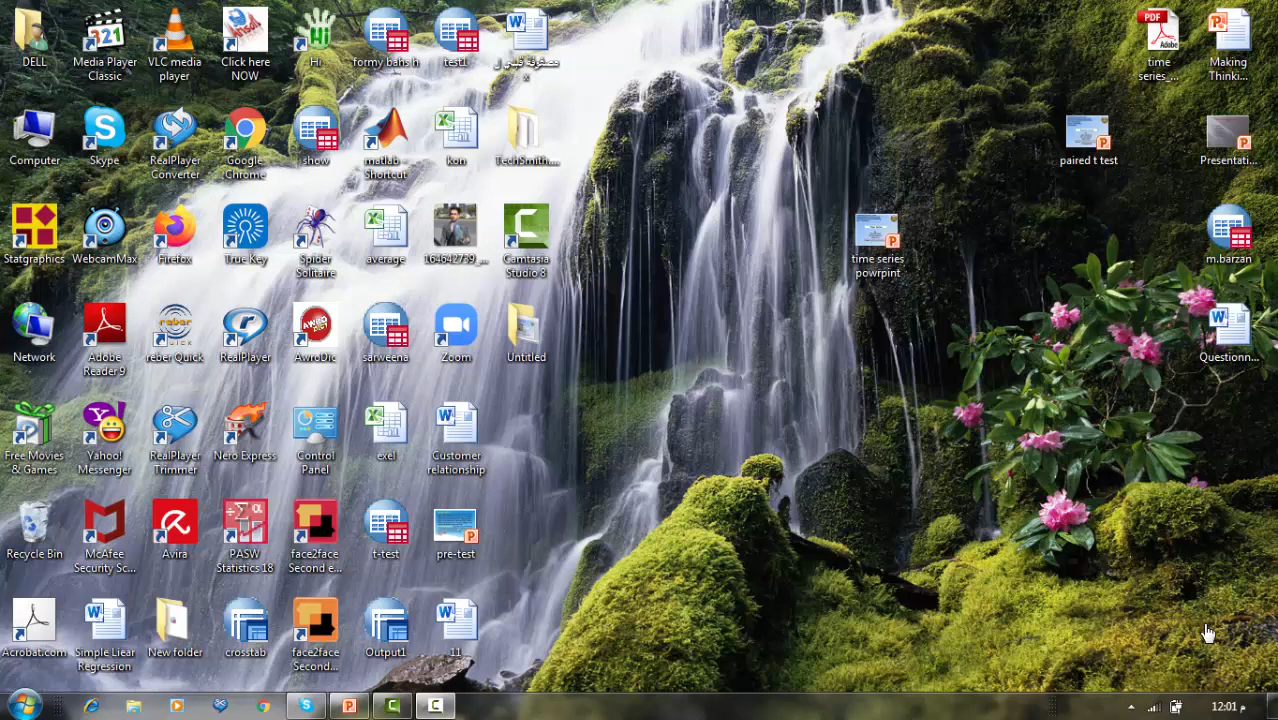 DELL
Media Player Classic
VLC media player
Click here NOW
Hi
formy bahs h
test1
مصفوفة قبلي ل
x
time series_...
Making Thinki...
Computer
Skype
RealPlayer Converter
Google Chrome
show
matlab - Shortcut
kon
TechSmith...
paired t test
Presentati...
Statgraphics
WebcamMax
Firefox
True Key
Spider Solitaire
average
164642739_...
Camtasia Studio 8
time series powrpint
m.barzan
Network
Adobe Reader 9
reber Quick
RealPlayer
AwroDic
sarweena
Zoom
Untitled
Questionn...
Free Movies & Games
Yahoo! Messenger
RealPlayer Trimmer
Nero Express
Control Panel
exel
Customer relationship
Recycle Bin
McAfee Security Sc...
Avira
PASW Statistics 18
face2face Second e...
t-test
pre-test
Acrobat.com
Simple Liear Regression
New folder
crosstab
face2face Second...
Output1
11
12:01 م